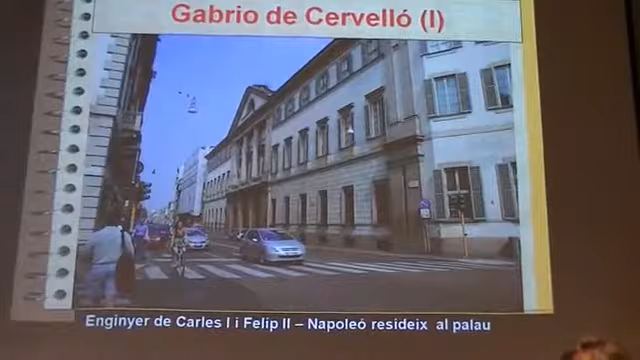 Gabrio de Cervelló (I)
Enginyer de Carles I i Felip II – Napoleó resideix al palau